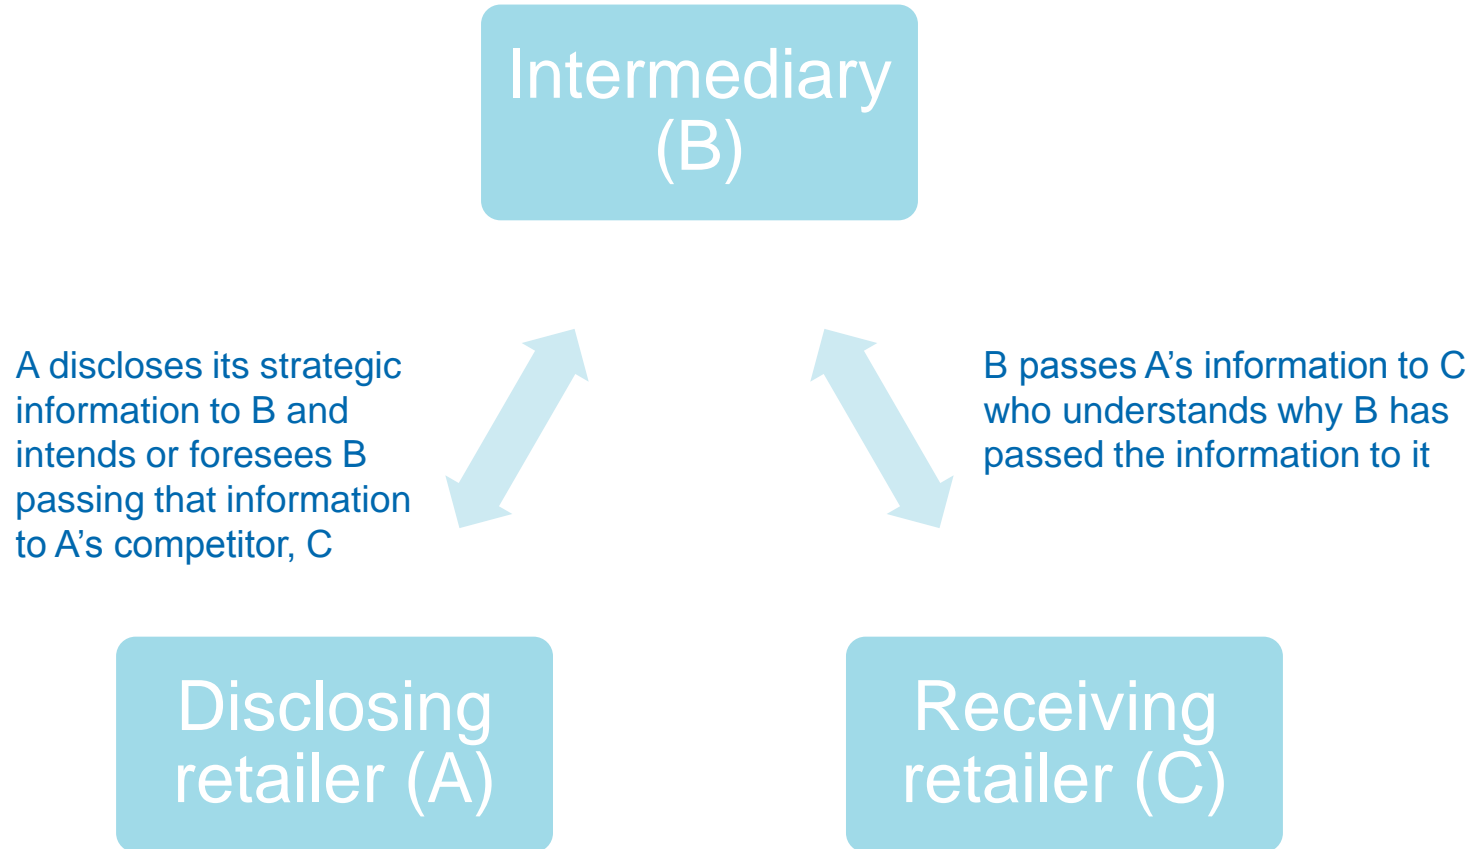 Intermediary
(B)
A discloses its strategic
information to B and
intends or foresees B
passing that information
to A’s competitor, C
B passes A’s information to C
who understands why B has
passed the information to it
Disclosing
retailer (A)
Receiving
retailer (C)